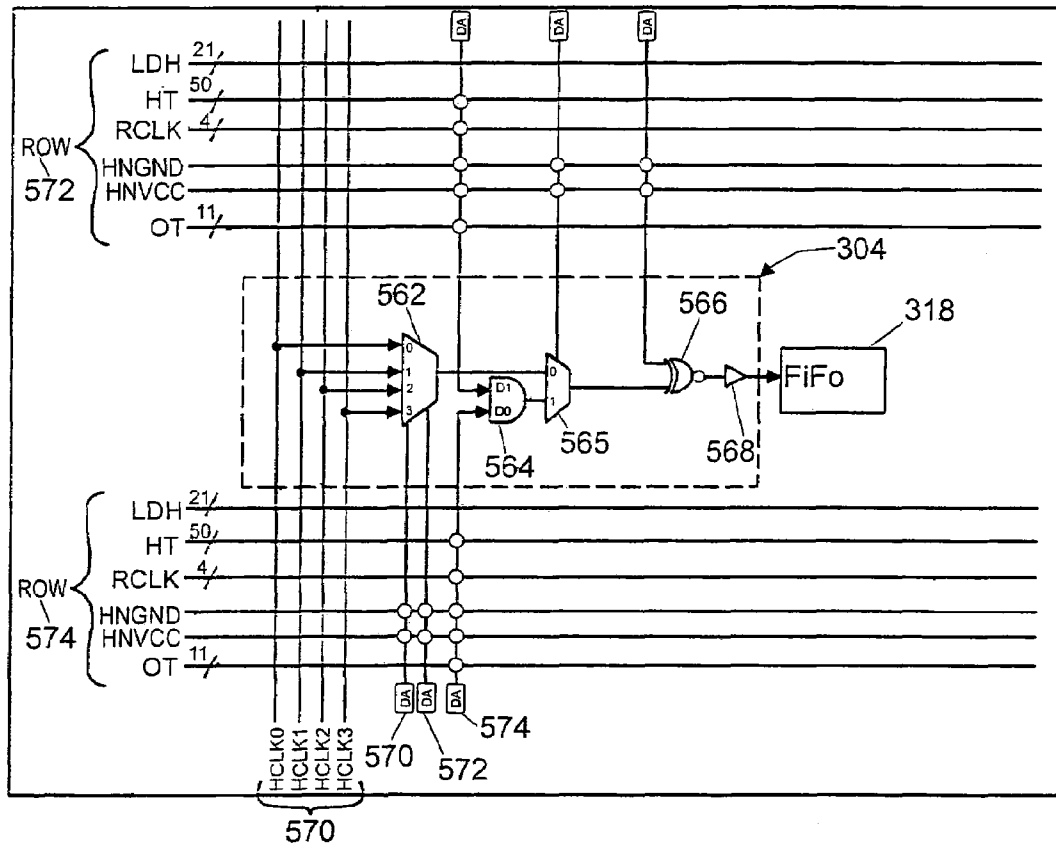 DA DA DA
LDH 21
HT 50
RCLK 4
HNGND
HNVCC
OT 11
ROW
572
304
562
566
318
0
1
2
3
D1
D0
0
1
FiFo
564
565
568
LDH 21
HT 50
RCLK 4
HNGND
HNVCC
OT 11
ROW
574
DA DA DA
574
570
572
HCLK0
HCLK1
HCLK2
HCLK3
570